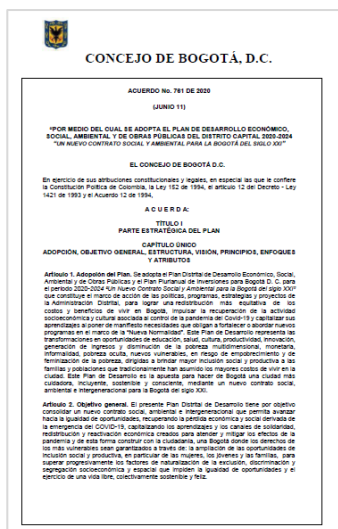 CONCEJO DE BOGOTÁ, D.C.
ACUERDO No. 761 DE 2020
(JUNIO 11)
"POR MEDIO DEL CUAL SE ADOPTA EL PLAN DE DESARROLLO ECONÓMICO,
SOCIAL, AMBIENTAL Y DE OBRAS PÚBLICAS DEL DISTRITO CAPITAL 2020-2024
"UN NUEVO CONTRATO SOCIAL Y AMBIENTAL PARA LA BOGOTÁ DEL SIGLO XXI"
EL CONCEJO DE BOGOTÁ D.C.
En ejercicio de sus atribuciones constitucionales y legales, en especial las que le confiere
la Constitución Política de Colombia, la Ley 152 de 1994, el artículo 12 del Decreto - Ley
1421 de 1993 y el Acuerdo 12 de 1994,
A C U E R D A:
TÍTULO I
PARTE ESTRATÉGICA DEL PLAN
CAPÍTULO ÚNICO
ADOPCIÓN, OBJETIVO GENERAL, ESTRUCTURA, VISIÓN, PRINCIPIOS, ENFOQUES
Y ATRIBUTOS
Artículo 1. Adopción del Plan. Se adopta el Plan Distrital de Desarrollo Económico, Social,
Ambiental y de Obras Públicas y el Plan Plurianual de Inversiones para Bogotá D. C. para
el período 2020-2024 "Un Nuevo Contrato Social y Ambiental para la Bogotá del siglo XXI"
que constituye el marco de acción de las políticas, programas, estrategias y proyectos de
la Administración Distrital, para lograr una redistribución más equitativa de los
costos y beneficios de vivir en Bogotá, impulsar la recuperación de la actividad
socioeconómica y cultural asociada al control de la pandemia del Covid-19 y capitalizar sus
aprendizajes al poner de manifiesto necesidades que obligan a fortalecer o abordar nuevos
programas en el marco de la "Nueva Normalidad". Este Plan de Desarrollo representa las
transformaciones en oportunidades de educación, salud, cultura, productividad, innovación,
generación de ingresos y disminución de la pobreza multidimensional, monetaria,
informalidad, pobreza oculta, nuevos vulnerables, en riesgo de empobrecimiento y de
feminización de la pobreza, dirigidas a brindar mayor inclusión social y productiva a las
familias y poblaciones que tradicionalmente han asumido los mayores costos de vivir en la
ciudad. Este Plan de Desarrollo es la apuesta para hacer de Bogotá una ciudad más
cuidadora, incluyente, sostenible y consciente, mediante un nuevo contrato social,
ambiental e intergeneracional para la Bogotá del siglo XXI.
Artículo 2. Objetivo general. El presente Plan Distrital de Desarrollo tiene por objetivo
consolidar un nuevo contrato social, ambiental e intergeneracional que permita avanzar
hacia la igualdad de oportunidades, recuperando la pérdida económica y social derivada de
la emergencia del COVID-19, capitalizando los aprendizajes y los canales de solidaridad,
redistribución y reactivación económica creados para atender y mitigar los efectos de la
pandemia y de esta forma construir con la ciudadanía, una Bogotá donde los derechos de
los más vulnerables sean garantizados a través de: la ampliación de las oportunidades de
inclusión social y productiva, en particular de las mujeres, los jóvenes y las familias, para
superar progresivamente los factores de naturalización de la exclusión, discriminación y
segregación socioeconómica y espacial que impiden la igualdad de oportunidades y el
ejercicio de una vida libre, colectivamente sostenible y feliz.